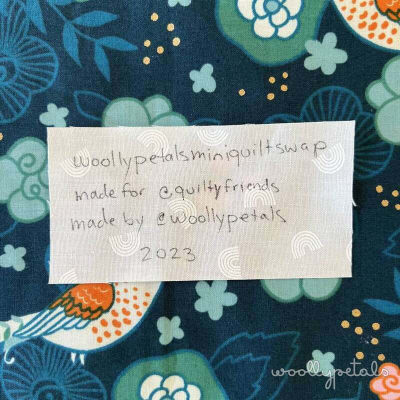 woollypetalsminiquiltswap
made for @quiltyfriends
made by @woollypetals
2023
woollypetals